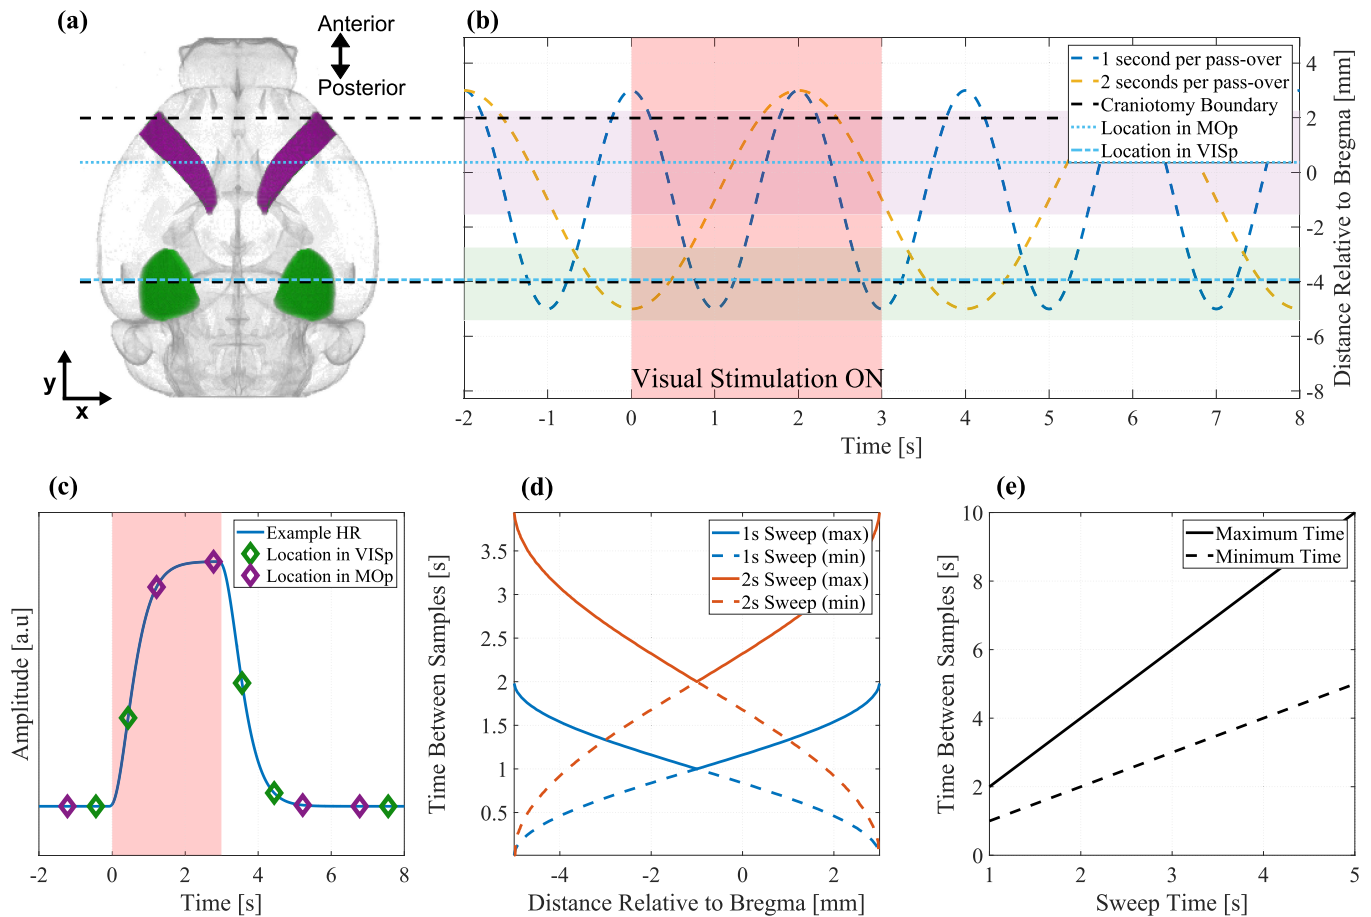 (a)
Anterior
Posterior
y
x
(b)
1 second per pass-over
2 seconds per pass-over
Craniotomy Boundary
Location in MOp
Location in VISp
Visual Stimulation ON
4
2
0
-2
-4
-6
-8
Distance Relative to Bregma [mm]
-2 -1 0 1 2 3 4 5 6 7 8
Time [s]
(c)
Example HR
Location in VISp
Location in MOp
Amplitude [a.u]
-2 0 2 4 6 8
Time [s]
(d)
1s Sweep (max)
1s Sweep (min)
2s Sweep (max)
2s Sweep (min)
Time Between Samples [s]
3.5
3
2.5
2
1.5
1
0.5
-4 -2 0 2
Distance Relative to Bregma [mm]
(e)
Maximum Time
Minimum Time
Time Between Samples [s]
10
8
6
4
2
0
1 2 3 4 5
Sweep Time [s]